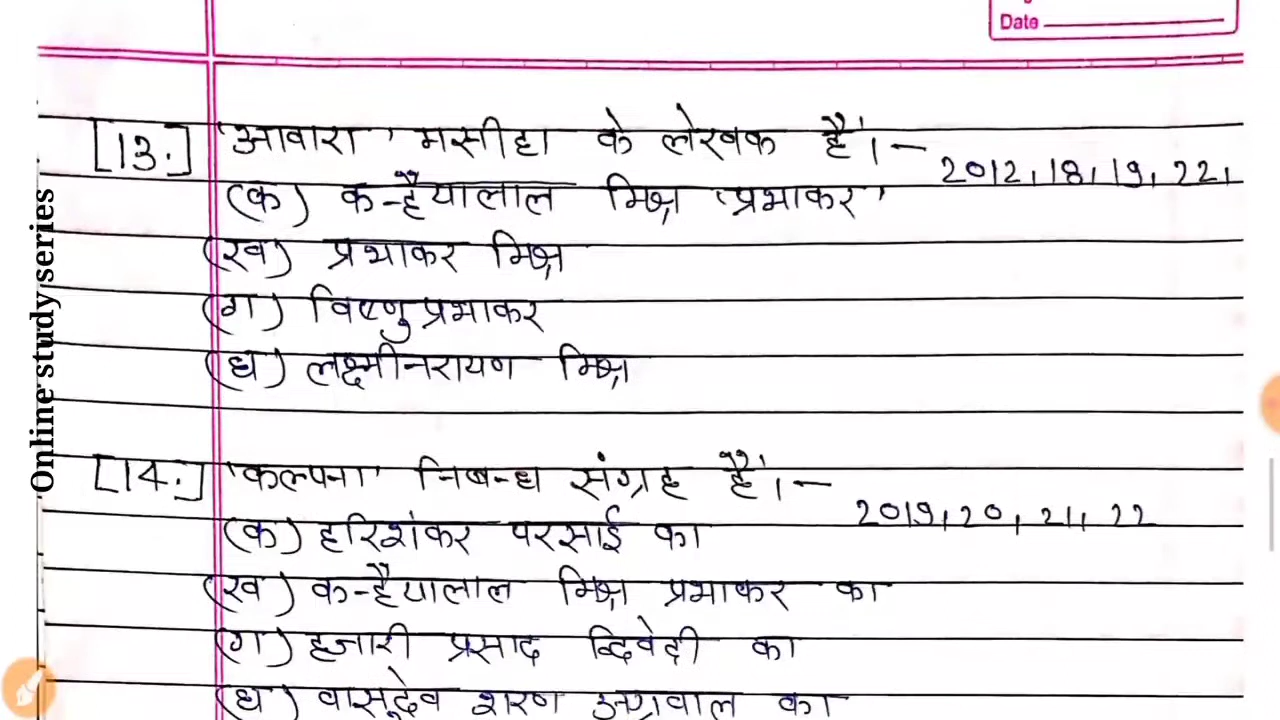 Date
[13.] 'आवारा' मसीहा के लेखक हैं।-
2012, 18, 19, 22,
(क) कन्हैयालाल मिश्र 'प्रभाकर'
(ख) प्रभाकर मिश्र
(ग) विष्णु प्रभाकर
(घ) लक्ष्मीनरायण मिश्र
[14.] 'कल्पना' निबन्ध संग्रह हैं।-
2019, 20, 21, 22
(क) हरिशंकर परसाई का
(ख) कन्हैयालाल मिश्र प्रभाकर का
(ग) हजारी प्रसाद द्विवेदी का
(घ) वासूदेव शरण अग्रवाल का
Online study series